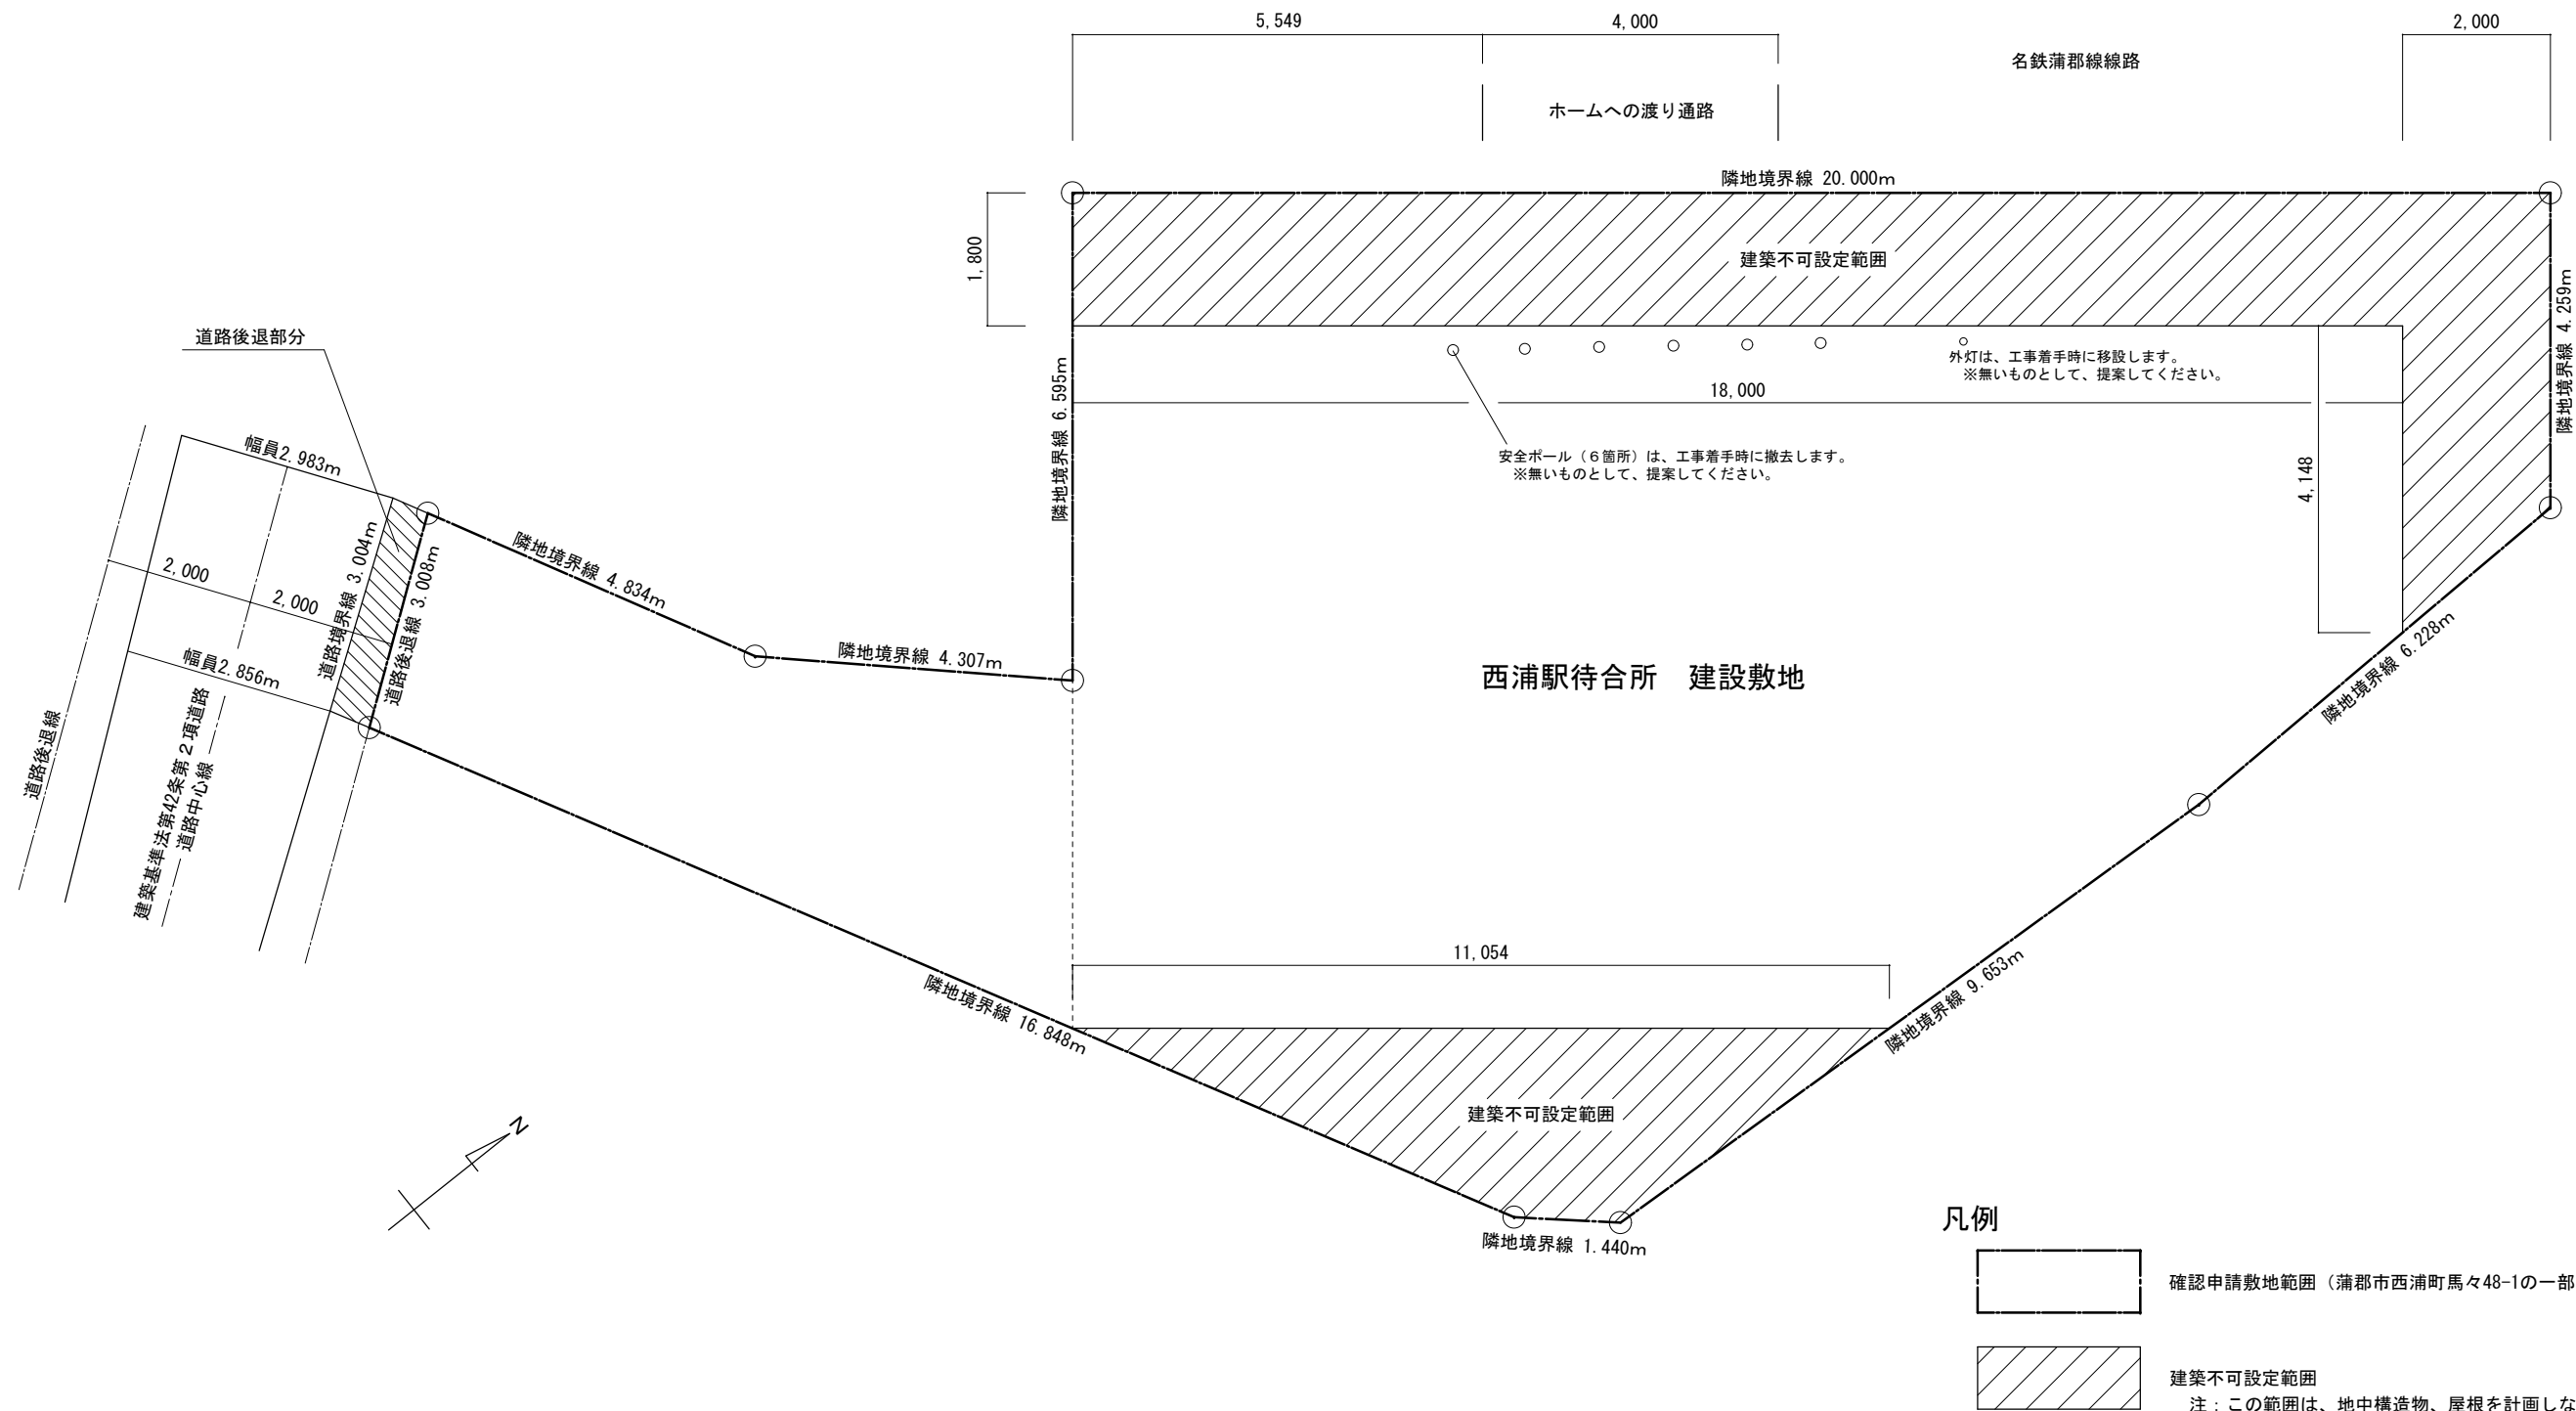 5,549
4,000
2,000
名鉄蒲郡線線路
ホームへの渡り通路
隣地境界線 20.000m
1,800
建築不可設定範囲
隣地境界線 4.259m
道路後退部分
外灯は、工事着手時に移設します。
※無いものとして、提案してください。
18,000
隣地境界線 6.595m
安全ポール（６箇所）は、工事着手時に撤去します。
※無いものとして、提案してください。
4,148
幅員2.983m
隣地境界線 4.834m
道路境界線 3.004m
道路後退線 3.008m
2,000
2,000
隣地境界線 4.307m
幅員2.856m
西浦駅待合所　建設敷地
隣地境界線 6.228m
道路後退線
建築基準法第42条第２項道路
道路中心線
11,054
隣地境界線 16.848m
隣地境界線 9.653m
建築不可設定範囲
N
隣地境界線 1.440m
凡例
確認申請敷地範囲（蒲郡市西浦町馬々48-1の一部
建築不可設定範囲
注：この範囲は、地中構造物、屋根を計画しな